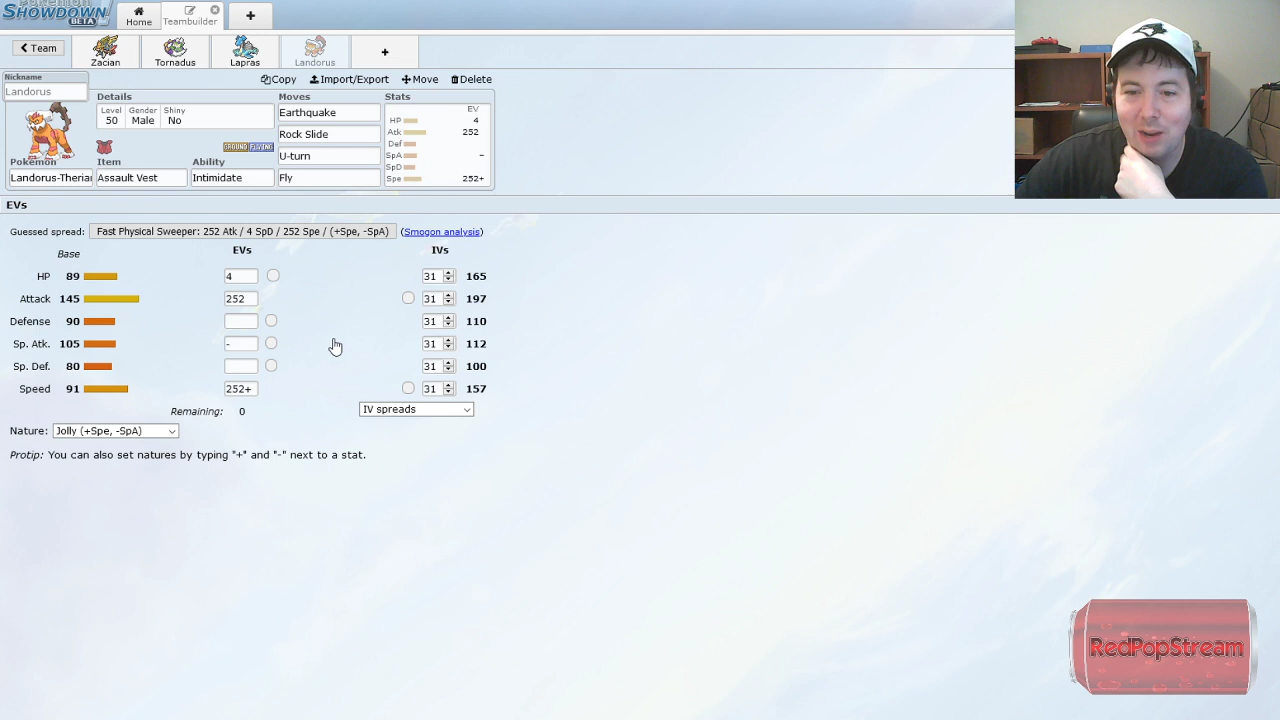 Pokémon
SHOWDOWN
BETA
Home
Teambuilder
+
< Team
Zacian
Tornadus
Lapras
Landorus
+
Nickname
Landorus
Copy Import/Export Move Delete
Details
Level Gender Shiny
50 Male No
Moves
Earthquake
Rock Slide
U-turn
Fly
Stats
EV
HP 4
Atk 252
Def
SpA –
SpD
Spe 252+
GROUND FLYING
Pokémon Item Ability
Landorus-Therian Assault Vest Intimidate
EVs
Guessed spread: Fast Physical Sweeper: 252 Atk / 4 SpD / 252 Spe / (+Spe, -SpA) (Smogon analysis)
Base EVs IVs
HP 89 4 31 165
Attack 145 252 31 197
Defense 90 31 110
Sp. Atk. 105 - 31 112
Sp. Def. 80 31 100
Speed 91 252+ 31 157
Remaining: 0 IV spreads
Nature: Jolly (+Spe, -SpA)
Protip: You can also set natures by typing "+" and "-" next to a stat.
RedPopStream